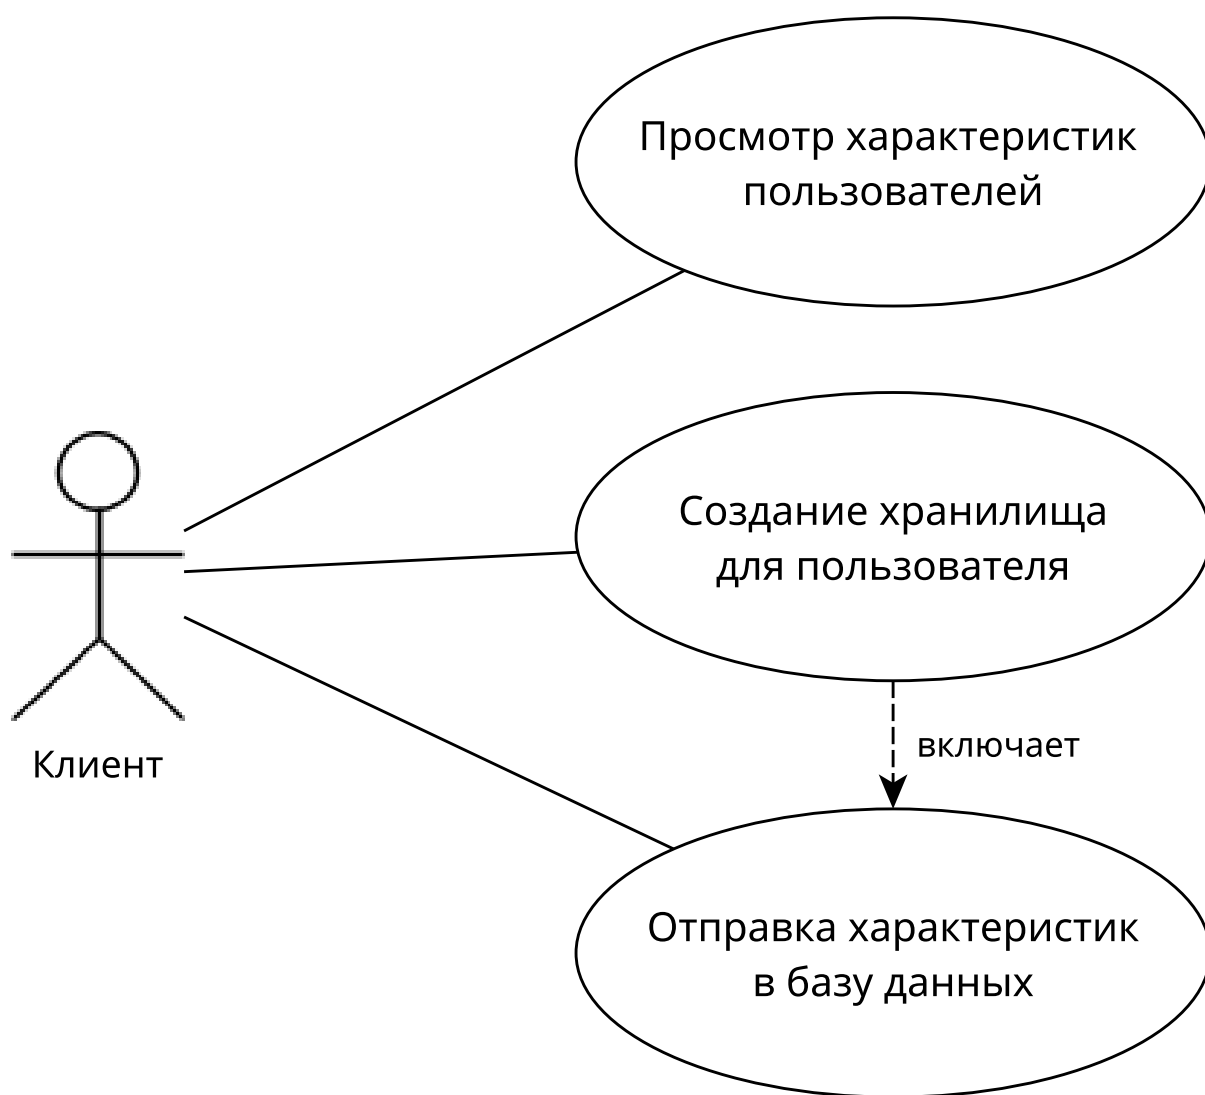 Просмотр характеристик
пользователей
Создание хранилища
для пользователя
включает
Клиент
Отправка характеристик
в базу данных